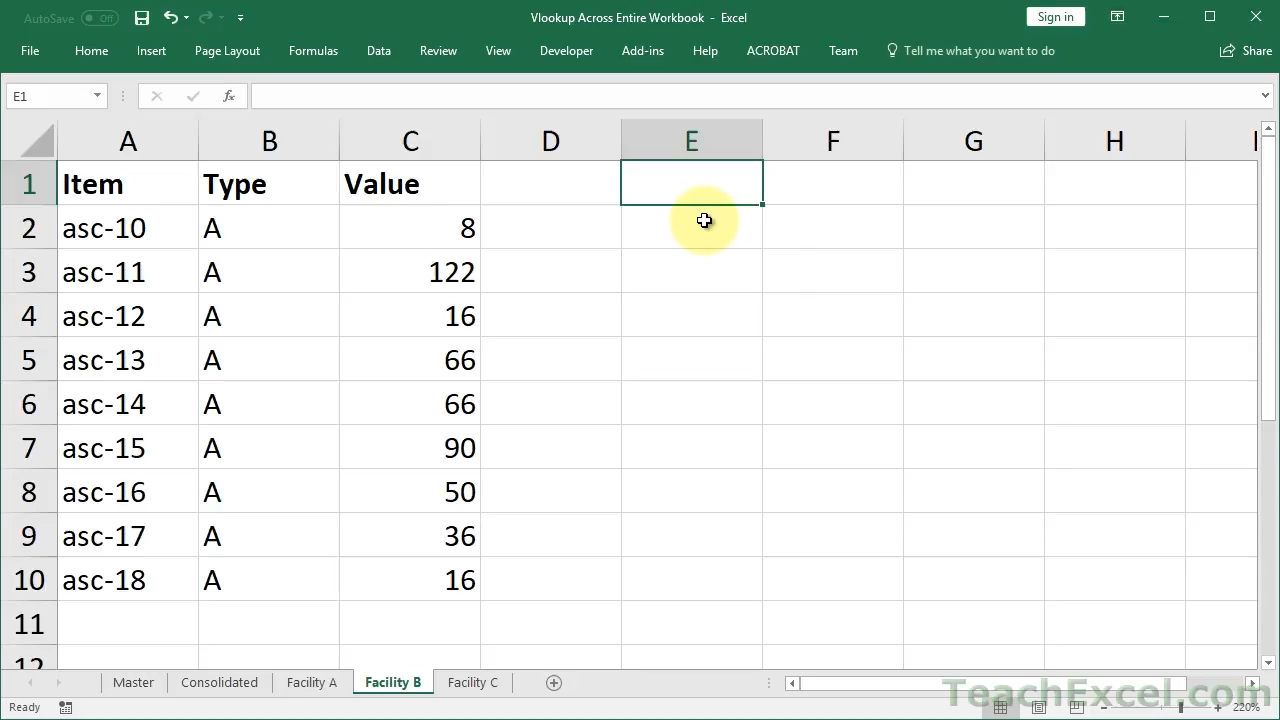 AutoSave Off Vlookup Across Entire Workbook - Excel Sign in
File Home Insert Page Layout Formulas Data Review View Developer Add-ins Help ACROBAT Team Tell me what you want to do Share
E1 fx
A B C D E F G H I
1 Item Type Value
2 asc-10 A 8
3 asc-11 A 122
4 asc-12 A 16
5 asc-13 A 66
6 asc-14 A 66
7 asc-15 A 90
8 asc-16 A 50
9 asc-17 A 36
10 asc-18 A 16
11
12
Master Consolidated Facility A Facility B Facility C
TeachExcel.com
Ready 220%